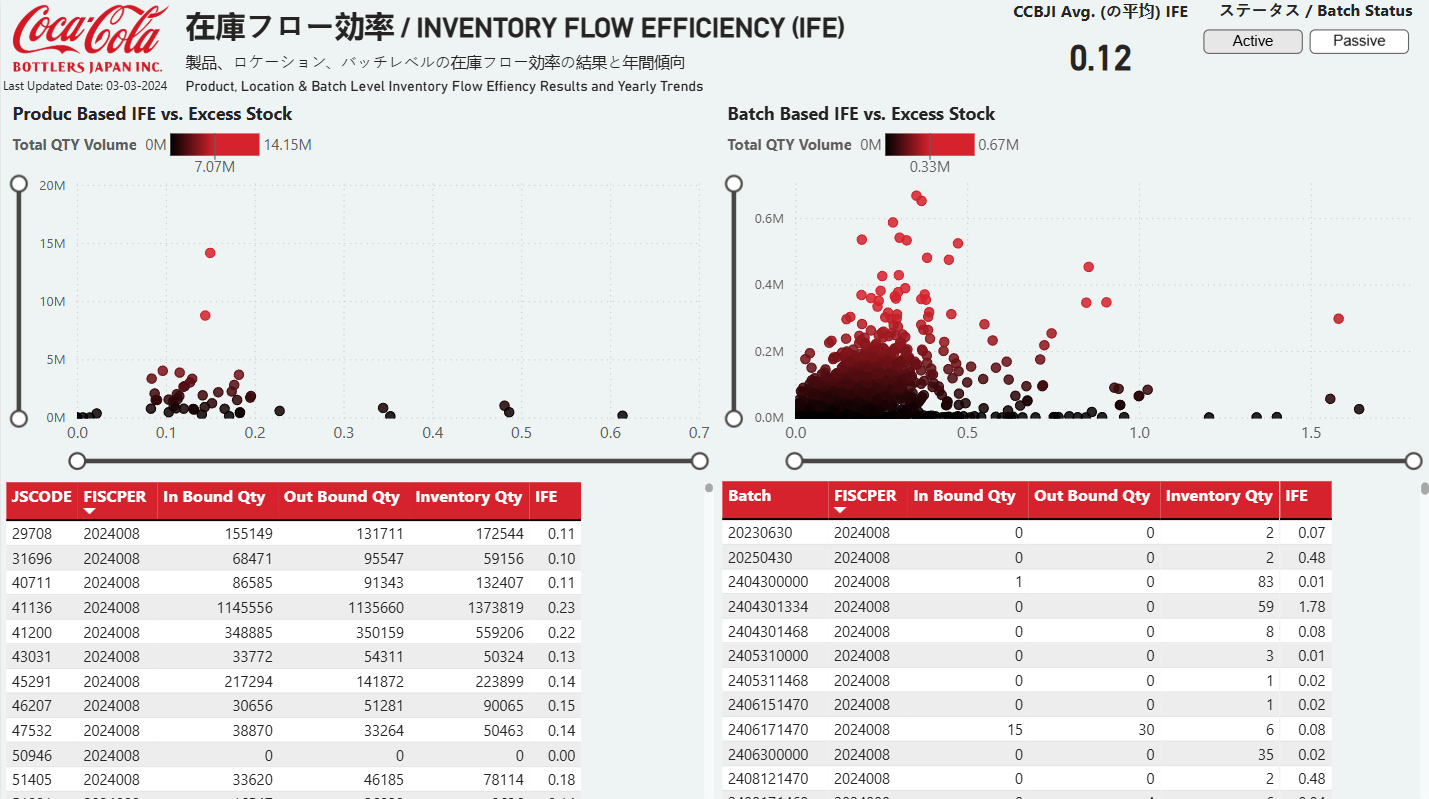 Coca-Cola
BOTTLERS JAPAN INC.
Last Updated Date: 03-03-2024
在庫フロー効率 / INVENTORY FLOW EFFICIENCY (IFE)
製品、ロケーション、バッチレベルの在庫フロー効率の結果と年間傾向
Product, Location & Batch Level Inventory Flow Effiency Results and Yearly Trends
CCBJI Avg. (の平均) IFE
0.12
ステータス / Batch Status
Active Passive
Produc Based IFE vs. Excess Stock
Total QTY Volume 0M 14.15M
7.07M
20M
15M
10M
5M
0M
0.0 0.1 0.2 0.3 0.4 0.5 0.6 0.7
Batch Based IFE vs. Excess Stock
Total QTY Volume 0M 0.67M
0.33M
0.6M
0.4M
0.2M
0.0M
0.0 0.5 1.0 1.5
JSCODE FISCPER In Bound Qty Out Bound Qty Inventory Qty IFE
29708 2024008 155149 131711 172544 0.11
31696 2024008 68471 95547 59156 0.10
40711 2024008 86585 91343 132407 0.11
41136 2024008 1145556 1135660 1373819 0.23
41200 2024008 348885 350159 559206 0.22
43031 2024008 33772 54311 50324 0.13
45291 2024008 217294 141872 223899 0.14
46207 2024008 30656 51281 90065 0.15
47532 2024008 38870 33264 50463 0.14
50946 2024008 0 0 0 0.00
51405 2024008 33620 46185 78114 0.18
Batch FISCPER In Bound Qty Out Bound Qty Inventory Qty IFE
20230630 2024008 0 0 2 0.07
20250430 2024008 0 0 2 0.48
2404300000 2024008 1 0 83 0.01
2404301334 2024008 0 0 59 1.78
2404301468 2024008 0 0 8 0.08
2405310000 2024008 0 0 3 0.01
2405311468 2024008 0 0 1 0.02
2406151470 2024008 0 0 1 0.02
2406171470 2024008 15 30 6 0.08
2406300000 2024008 0 0 35 0.02
2408121470 2024008 0 0 2 0.48